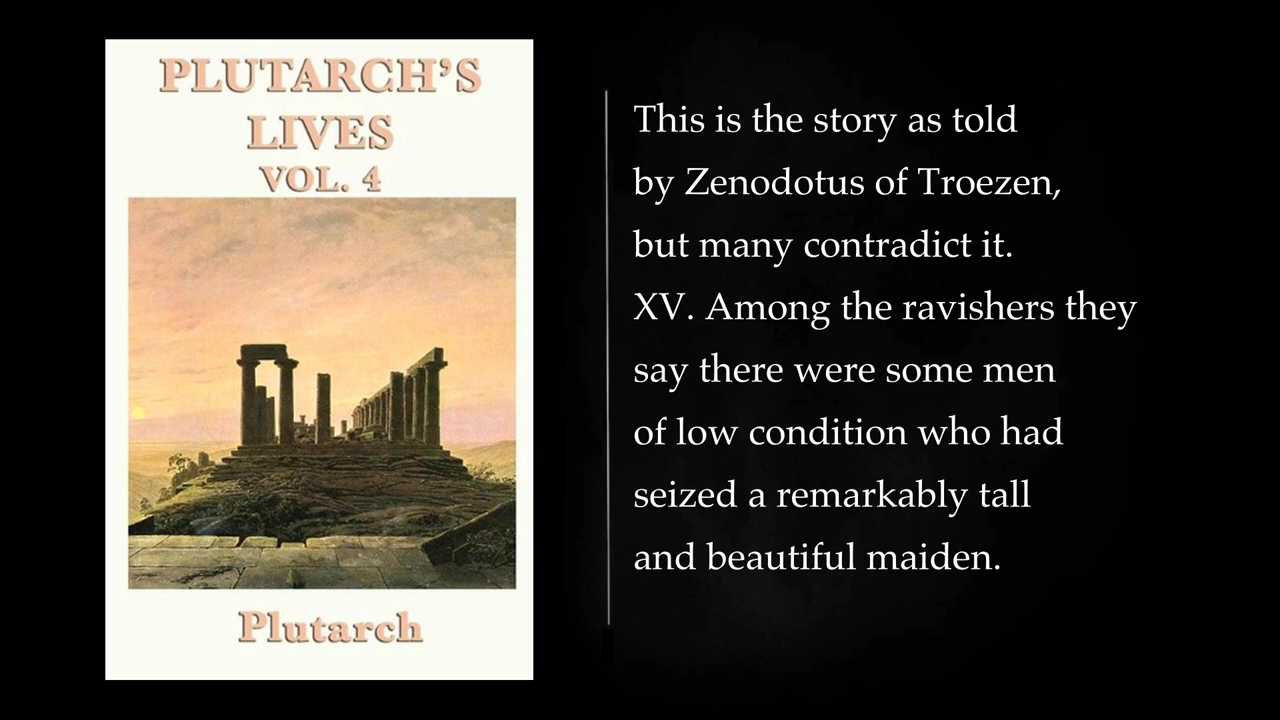 PLUTARCH'S
LIVES
VOL. 4
Plutarch
This is the story as told
by Zenodotus of Troezen,
but many contradict it.
XV. Among the ravishers they
say there were some men
of low condition who had
seized a remarkably tall
and beautiful maiden.